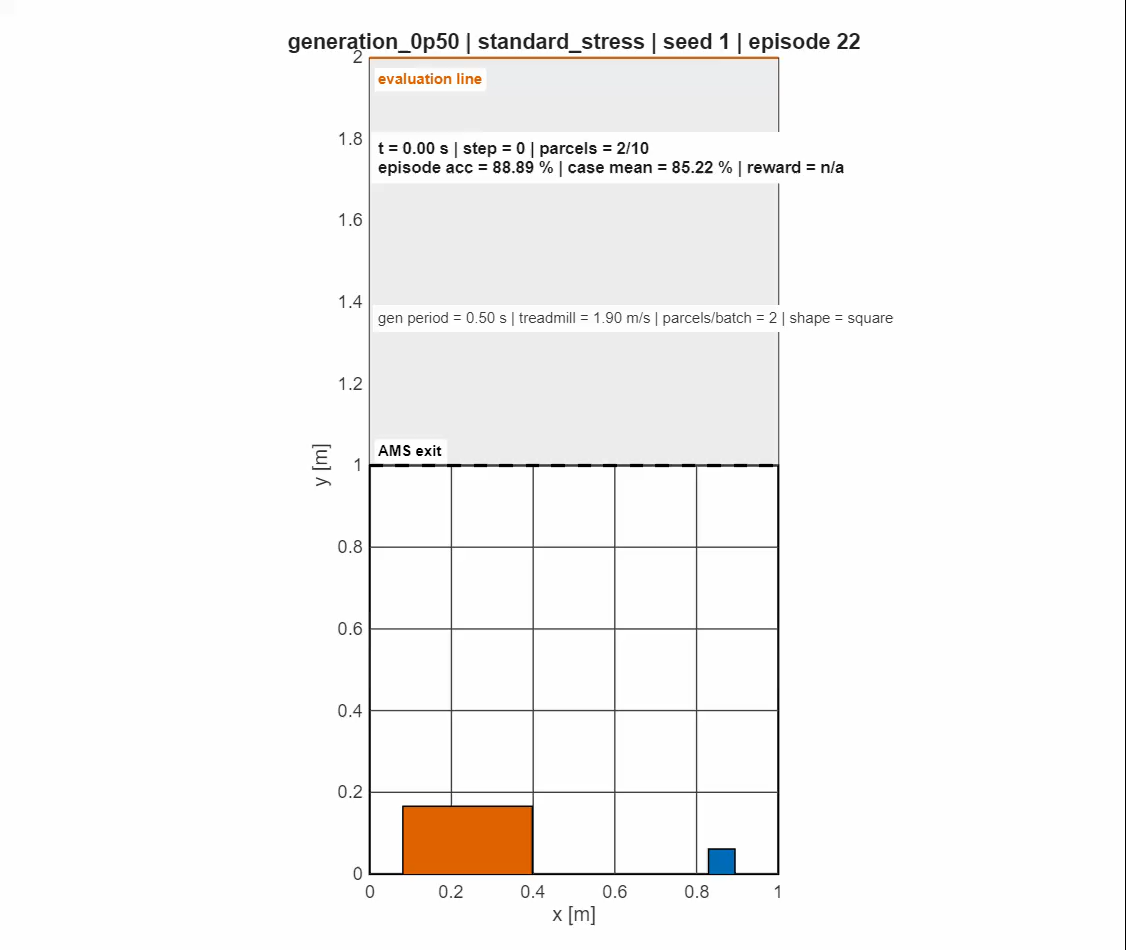 generation_0p50 | standard_stress | seed 1 | episode 22
2
evaluation line
1.8
t = 0.00 s | step = 0 | parcels = 2/10
episode acc = 88.89 % | case mean = 85.22 % | reward = n/a
1.6
1.4
gen period = 0.50 s | treadmill = 1.90 m/s | parcels/batch = 2 | shape = square
1.2
AMS exit
y [m]
1
0.8
0.6
0.4
0.2
0
0 0.2 0.4 0.6 0.8 1
x [m]